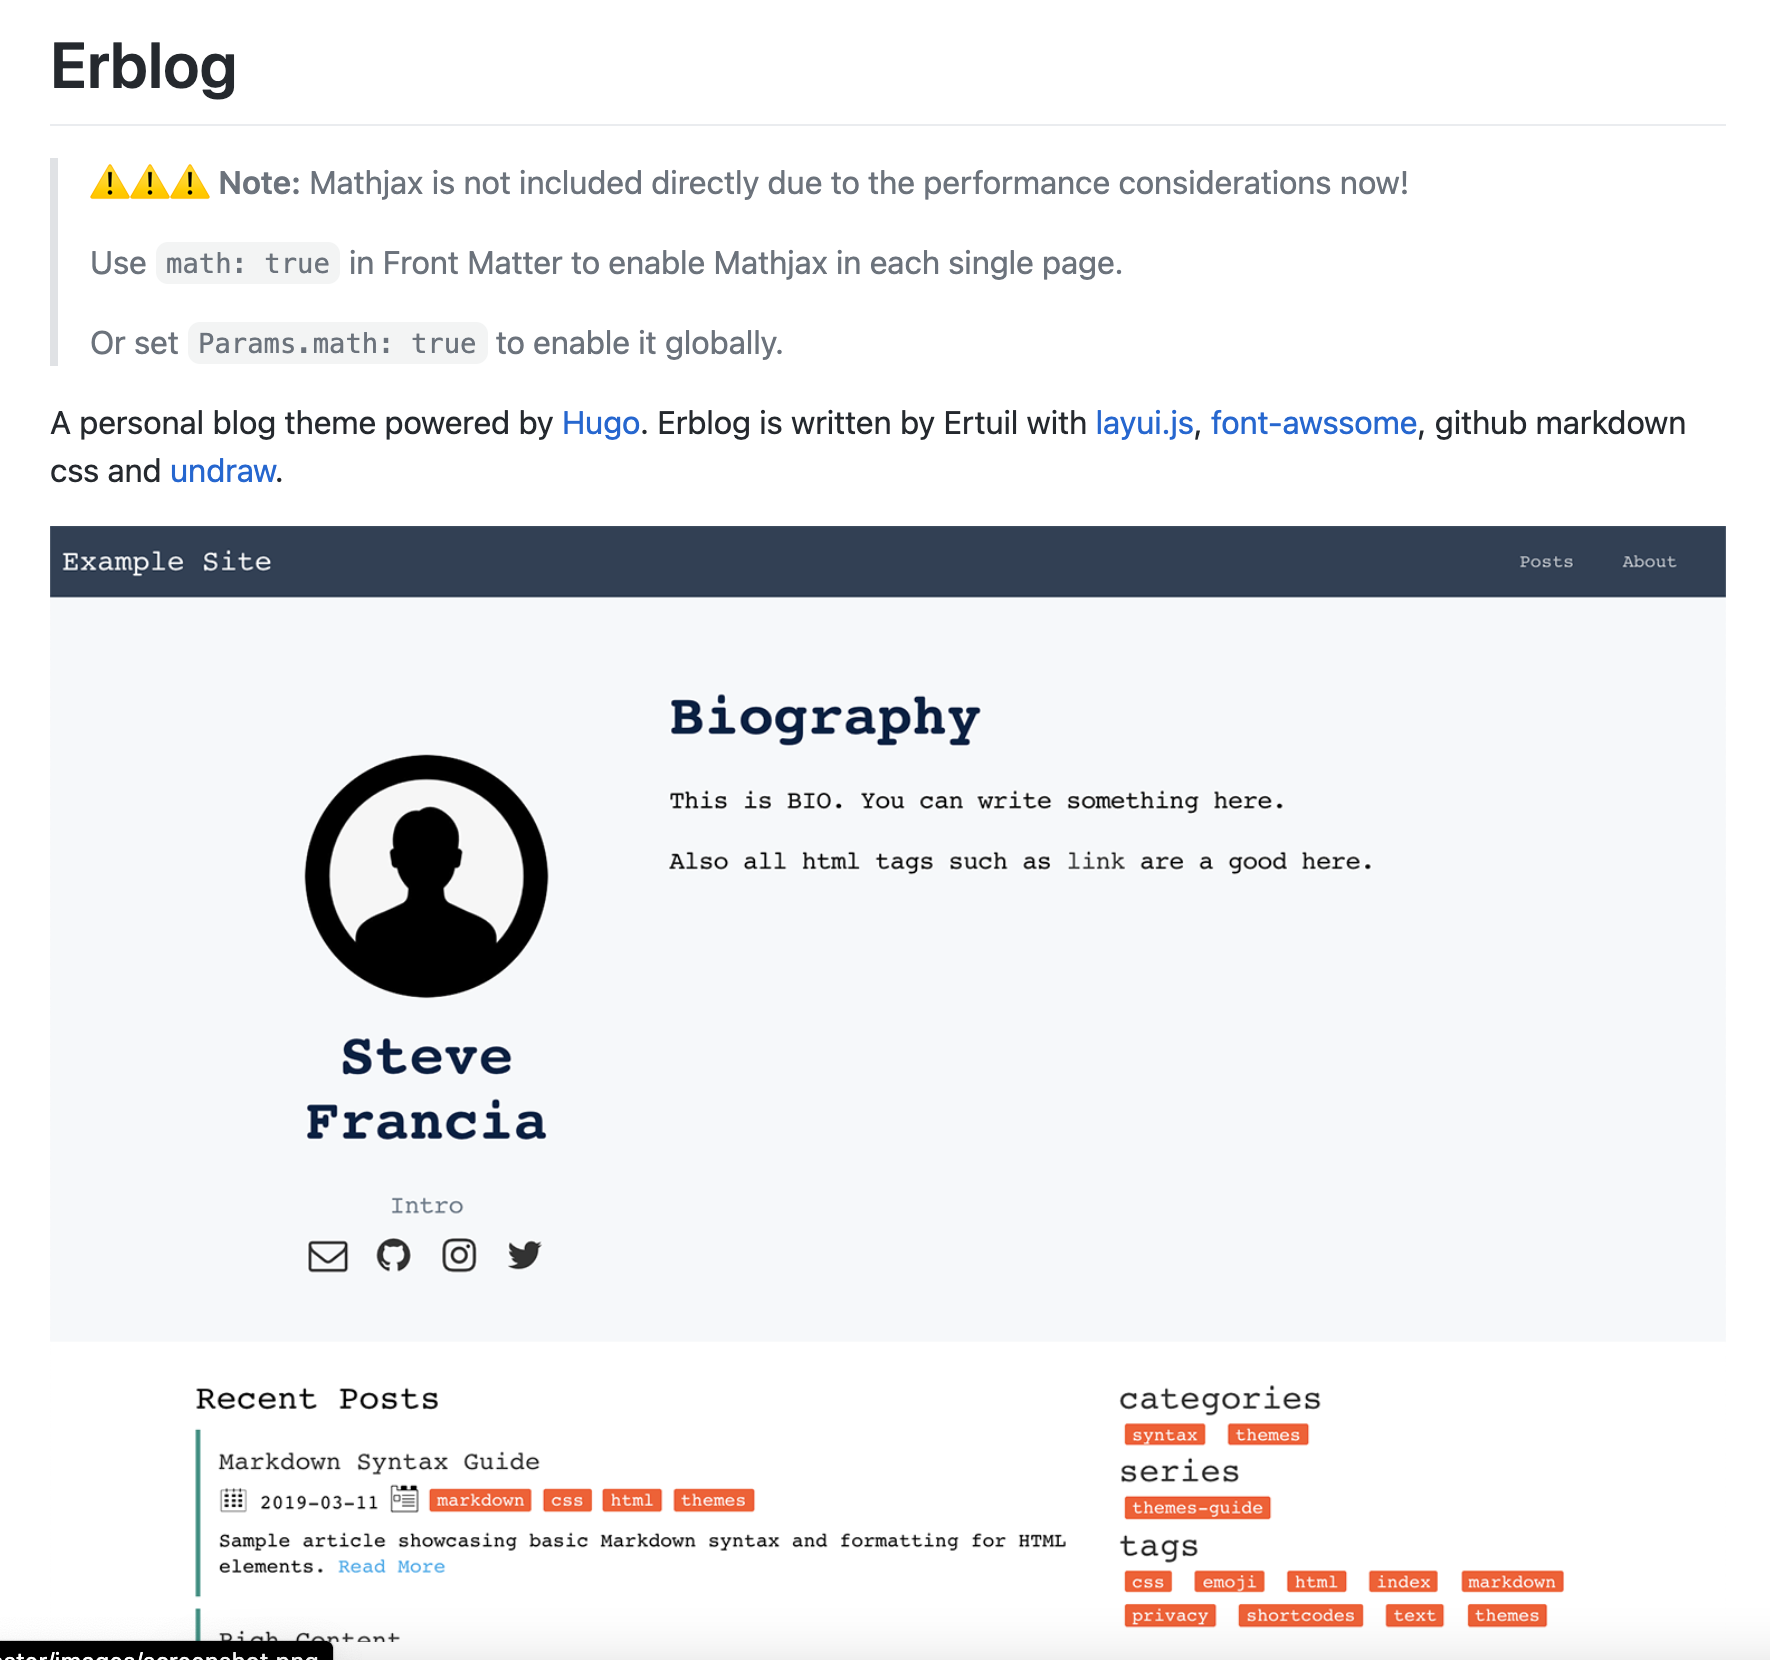 Erblog
Note: Mathjax is not included directly due to the performance considerations now!
Use math: true in Front Matter to enable Mathjax in each single page.
Or set Params.math: true to enable it globally.
A personal blog theme powered by Hugo. Erblog is written by Ertuil with layui.js, font-awssome, github markdown
css and undraw.
Example Site Posts About
Biography
This is BIO. You can write something here.
Also all html tags such as link are a good here.
Steve
Francia
Intro
Recent Posts
Markdown Syntax Guide
2019-03-11 markdown css html themes
Sample article showcasing basic Markdown syntax and formatting for HTML
elements. Read More
Rich Content
categories
syntax themes
series
themes-guide
tags
css emoji html index markdown
privacy shortcodes text themes
ster/images/screenshot.png